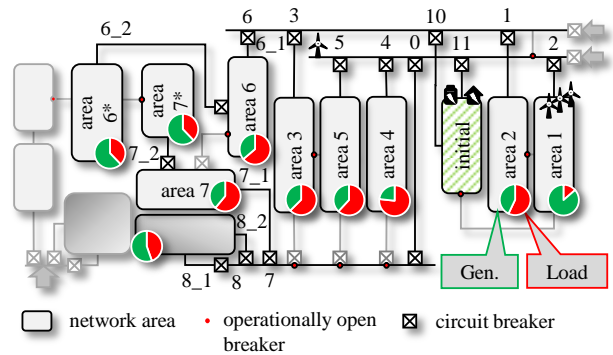 6_2 6 6_1 3 10 1
5 4 0 11 2
area 6*
area 7*
area 6
area 3
area 5
area 4
initial
area 2
area 1
7_2
area 7
7_1
8_2
8_1 8 7
Gen.
Load
network area
operationally open breaker
circuit breaker